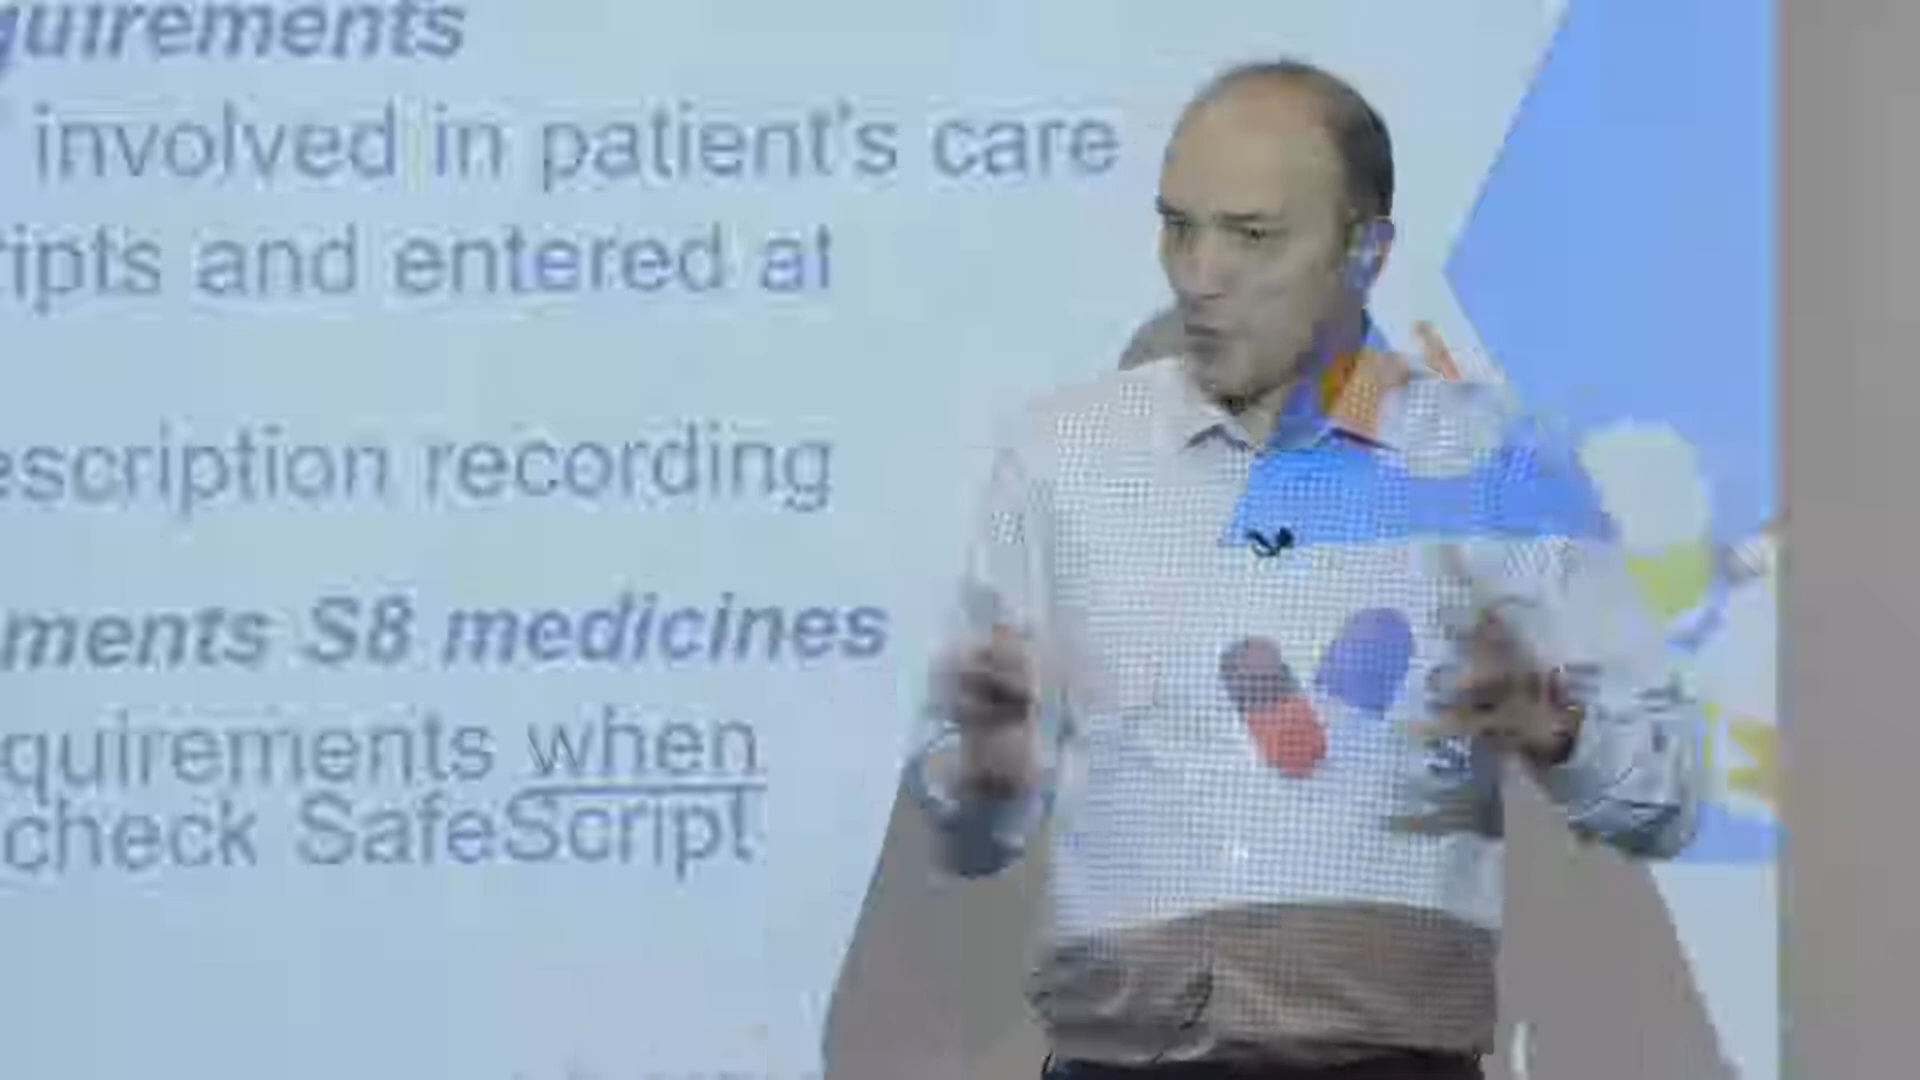 quirements
involved in patient's care
ipts and entered at
escription recording
ments S8 medicines
quirements when
check SafeScript